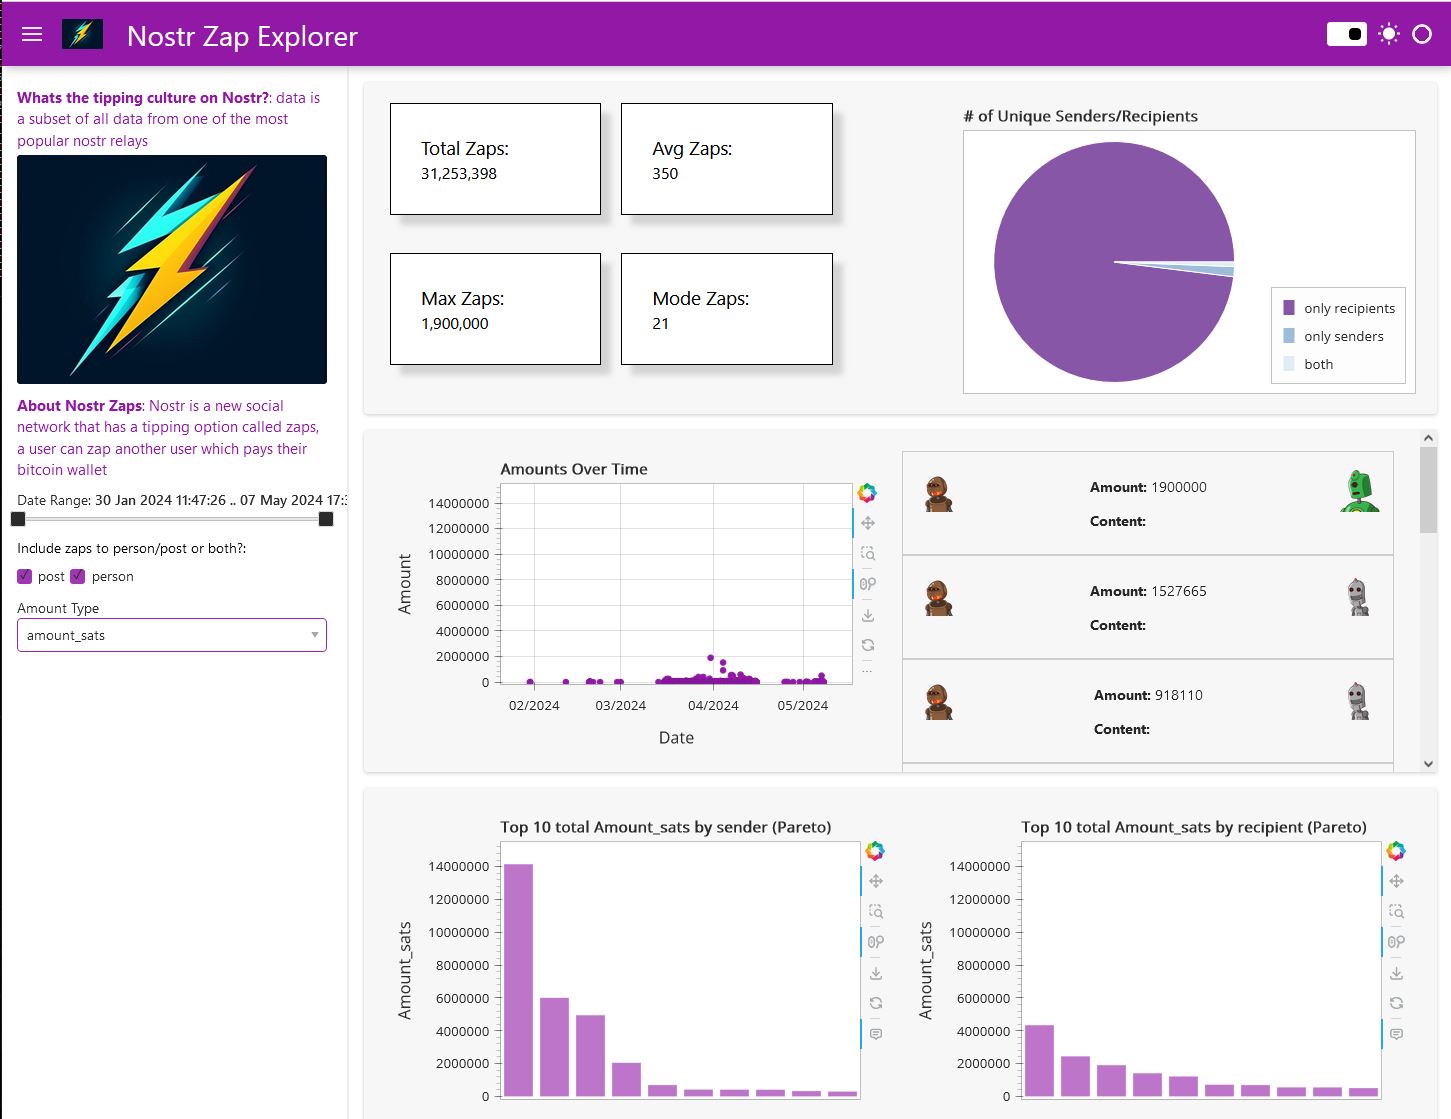 Nostr Zap Explorer
Whats the tipping culture on Nostr?: data is
a subset of all data from one of the most
popular nostr relays
About Nostr Zaps: Nostr is a new social
network that has a tipping option called zaps,
a user can zap another user which pays their
bitcoin wallet
Date Range: 30 Jan 2024 11:47:26 .. 07 May 2024 17:
Include zaps to person/post or both?:
post person
Amount Type
amount_sats
Total Zaps:
31,253,398
Avg Zaps:
350
Max Zaps:
1,900,000
Mode Zaps:
21
# of Unique Senders/Recipients
only recipients
only senders
both
Amounts Over Time
Amount
14000000
12000000
10000000
8000000
6000000
4000000
2000000
0
02/2024 03/2024 04/2024 05/2024
Date
Amount: 1900000
Content:
Amount: 1527665
Content:
Amount: 918110
Content:
Top 10 total Amount_sats by sender (Pareto)
Amount_sats
14000000
12000000
10000000
8000000
6000000
4000000
2000000
0
Top 10 total Amount_sats by recipient (Pareto)
Amount_sats
14000000
12000000
10000000
8000000
6000000
4000000
2000000
0